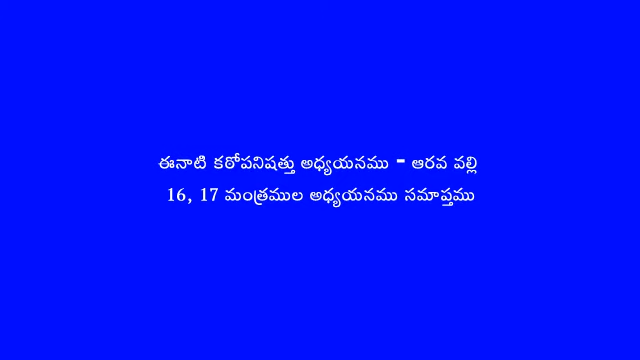 ఈనాటి కఠోపనిషత్తు అధ్యయనము - ఆరవ వల్లి
16, 17 మంత్రముల అధ్యయనము సమాప్తము